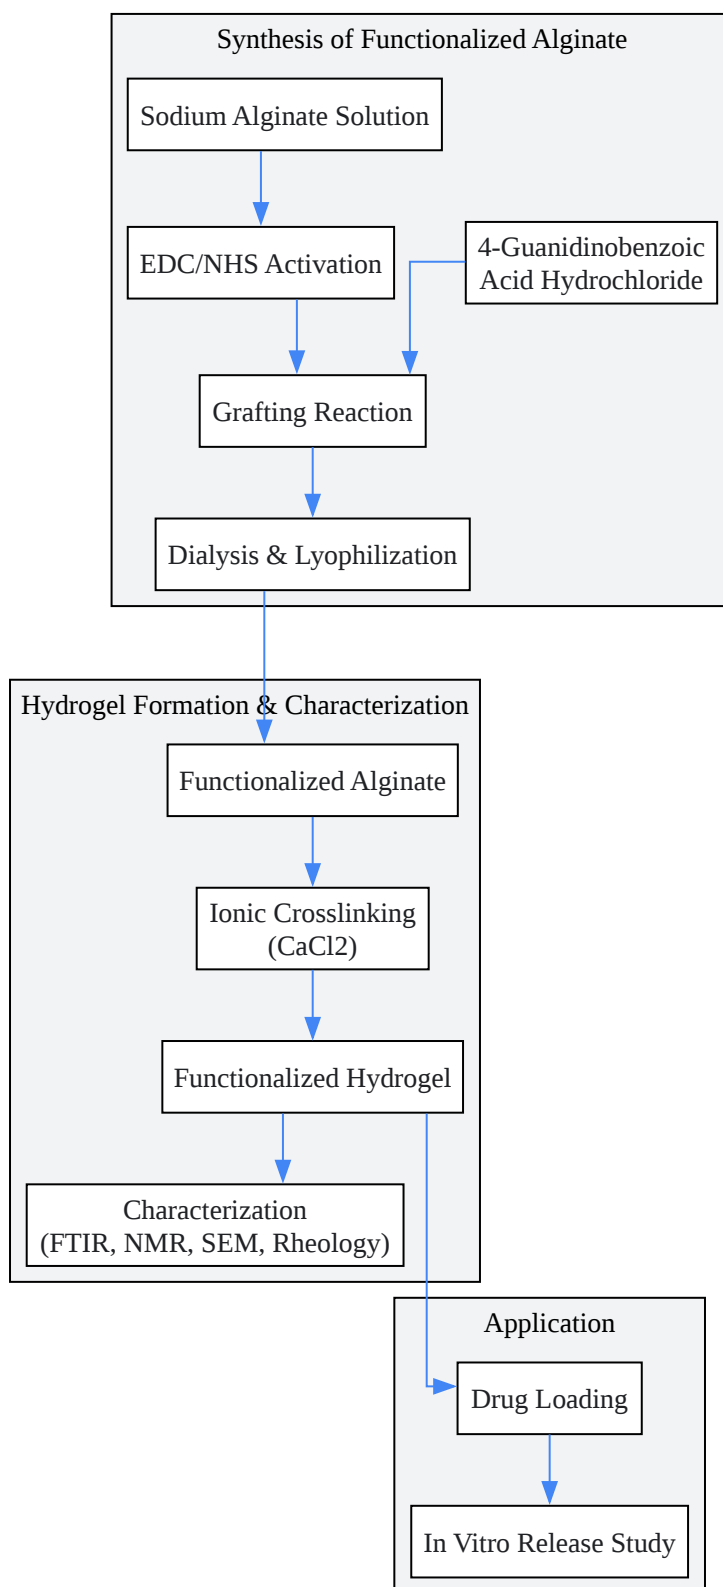 Synthesis of Functionalized Alginate
Sodium Alginate Solution
EDC/NHS Activation
4-Guanidinobenzoic
Acid Hydrochloride
Grafting Reaction
Dialysis & Lyophilization
Hydrogel Formation & Characterization
Functionalized Alginate
Ionic Crosslinking
(CaCl2)
Functionalized Hydrogel
Characterization
(FTIR, NMR, SEM, Rheology)
Application
Drug Loading
In Vitro Release Study